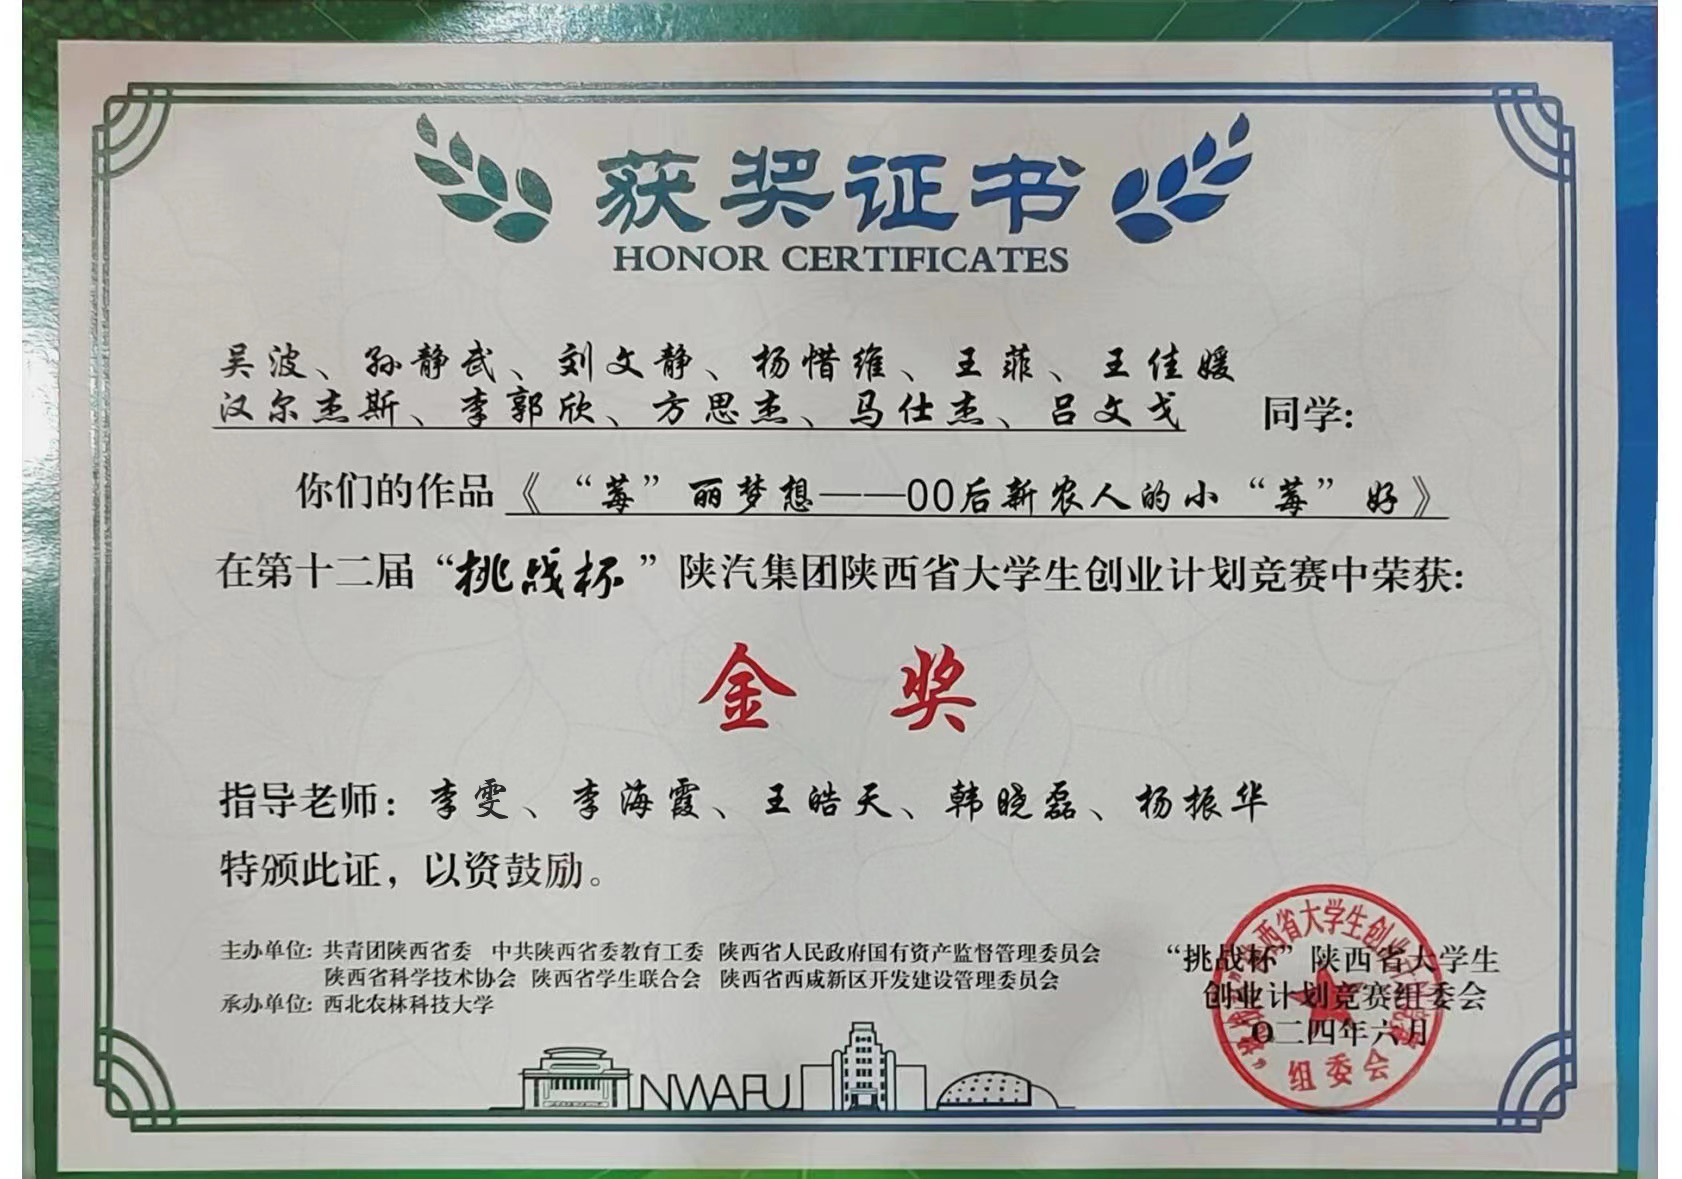 获奖证书
HONOR CERTIFICATES
吴波、孙静武、刘文静、杨惜维、王菲、王佳媛
汉尔杰斯、李郭欣、方思杰、马仕杰、吕文戈 同学:
你们的作品《“莓”丽梦想——00后新农人的小“莓”好》
在第十二届“挑战杯”陕汽集团陕西省大学生创业计划竞赛中荣获:
金 奖
指导老师: 李雯、李海霞、王皓天、韩晓磊、杨振华
特颁此证，以资鼓励。
主办单位: 共青团陕西省委 中共陕西省委教育工委 陕西省人民政府国有资产监督管理委员会
陕西省科学技术协会 陕西省学生联合会 陕西省西咸新区开发建设管理委员会
承办单位: 西北农林科技大学
“挑战杯”陕西省大学生
创业计划竞赛组委会
二〇二四年六月
组委会
NWAFU